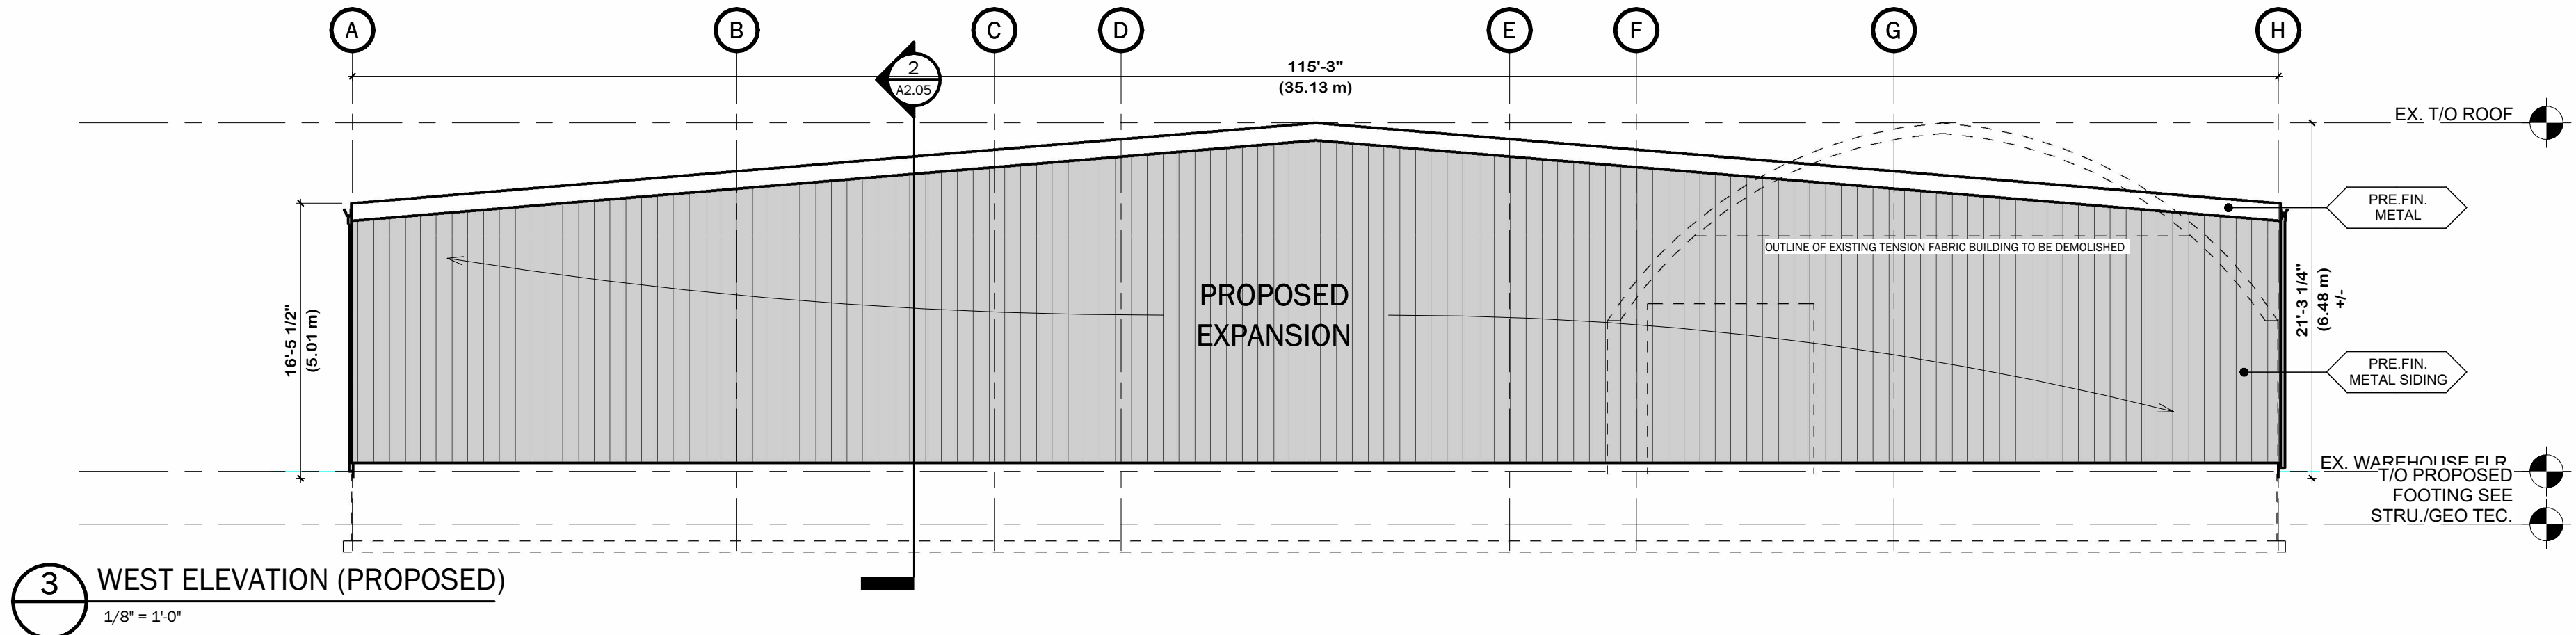 A
B
C
D
E
F
G
H
2
A2.05
115'-3"
(35.13 m)
EX. T/O ROOF
PRE.FIN.
METAL
OUTLINE OF EXISTING TENSION FABRIC BUILDING TO BE DEMOLISHED
PROPOSED
EXPANSION
16'-5 1/2"
(5.01 m)
21'-3 1/4"
(6.48 m)
+/-
PRE.FIN.
METAL SIDING
EX. WAREHOUSE FLR.
T/O PROPOSED
FOOTING SEE
STRU./GEO TEC.
3
WEST ELEVATION (PROPOSED)
1/8" = 1'-0"